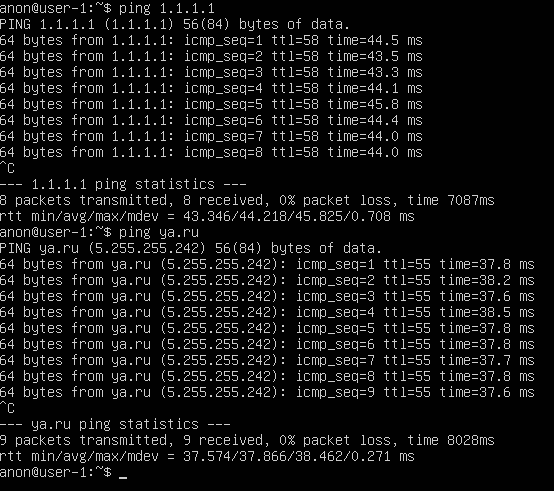 anon@user-1:~$ ping 1.1.1.1
PING 1.1.1.1 (1.1.1.1) 56(84) bytes of data.
64 bytes from 1.1.1.1: icmp_seq=1 ttl=58 time=44.5 ms
64 bytes from 1.1.1.1: icmp_seq=2 ttl=58 time=43.5 ms
64 bytes from 1.1.1.1: icmp_seq=3 ttl=58 time=43.3 ms
64 bytes from 1.1.1.1: icmp_seq=4 ttl=58 time=44.1 ms
64 bytes from 1.1.1.1: icmp_seq=5 ttl=58 time=45.8 ms
64 bytes from 1.1.1.1: icmp_seq=6 ttl=58 time=44.4 ms
64 bytes from 1.1.1.1: icmp_seq=7 ttl=58 time=44.0 ms
64 bytes from 1.1.1.1: icmp_seq=8 ttl=58 time=44.0 ms
^C
--- 1.1.1.1 ping statistics ---
8 packets transmitted, 8 received, 0% packet loss, time 7087ms
rtt min/avg/max/mdev = 43.346/44.218/45.825/0.708 ms
anon@user-1:~$ ping ya.ru
PING ya.ru (5.255.255.242) 56(84) bytes of data.
64 bytes from ya.ru (5.255.255.242): icmp_seq=1 ttl=55 time=37.8 ms
64 bytes from ya.ru (5.255.255.242): icmp_seq=2 ttl=55 time=38.2 ms
64 bytes from ya.ru (5.255.255.242): icmp_seq=3 ttl=55 time=37.6 ms
64 bytes from ya.ru (5.255.255.242): icmp_seq=4 ttl=55 time=38.5 ms
64 bytes from ya.ru (5.255.255.242): icmp_seq=5 ttl=55 time=37.8 ms
64 bytes from ya.ru (5.255.255.242): icmp_seq=6 ttl=55 time=37.8 ms
64 bytes from ya.ru (5.255.255.242): icmp_seq=7 ttl=55 time=37.7 ms
64 bytes from ya.ru (5.255.255.242): icmp_seq=8 ttl=55 time=37.8 ms
64 bytes from ya.ru (5.255.255.242): icmp_seq=9 ttl=55 time=37.6 ms
^C
--- ya.ru ping statistics ---
9 packets transmitted, 9 received, 0% packet loss, time 8028ms
rtt min/avg/max/mdev = 37.574/37.866/38.462/0.271 ms
anon@user-1:~$ _